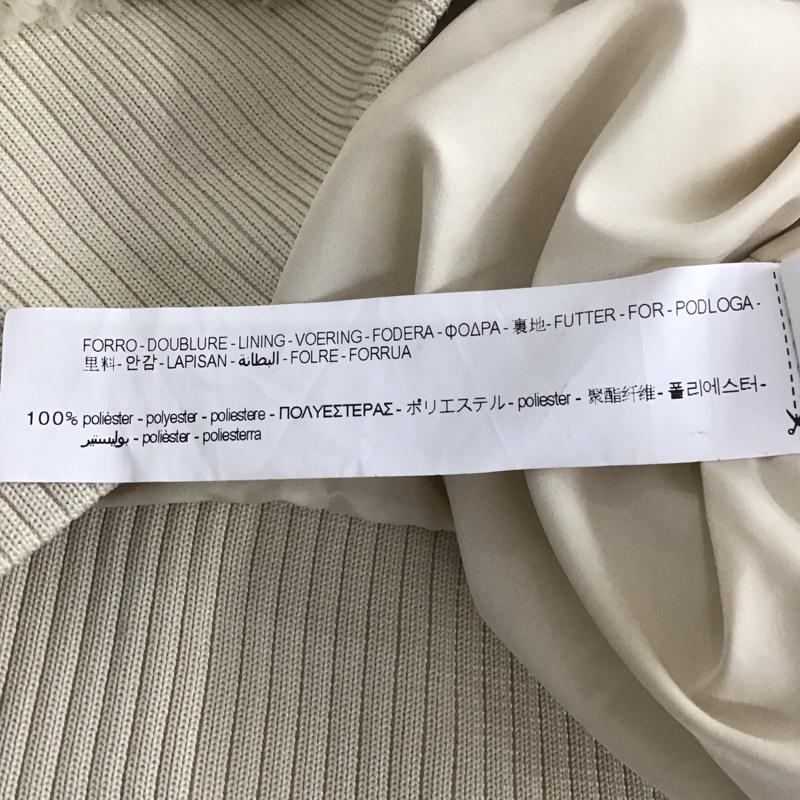 FORRO - DOUBLURE - LINING - VOERING - FODERA - ΦΟΔΡΑ - 裏地 - FUTTER - FOR - PODLOGA -
里料 - 안감 - LAPISAN - البطانة - FOLRE - FORRUA
100% poliéster - polyester - poliestere - ΠΟΛΥΕΣΤΕΡΑΣ - ポリエステル - poliester - 聚酯纤维 - 폴리에스터 -
بوليستير - polièster - poliesterra